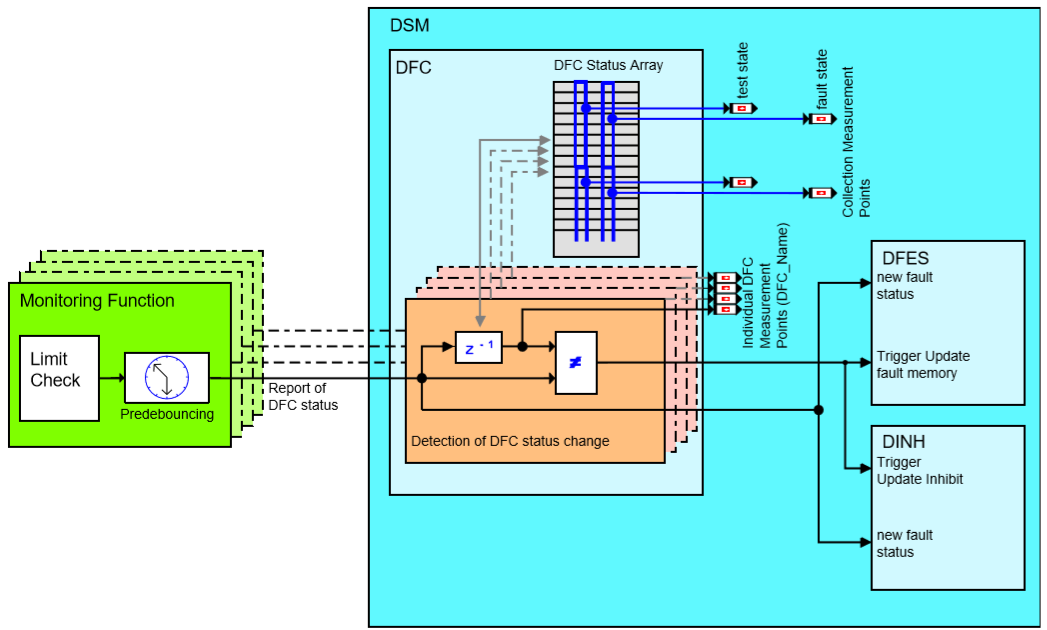 DSM
DFC
DFC Status Array
test state
fault state
Collection Measurement
Points
Individual DFC
Measurement
Points (DFC_Name)
Monitoring Function
Limit
Check
Predebouncing
Report of
DFC status
z⁻¹
≠
Detection of DFC status change
DFES
new fault
status
Trigger Update
fault memory
DINH
Trigger
Update Inhibit
new fault
status